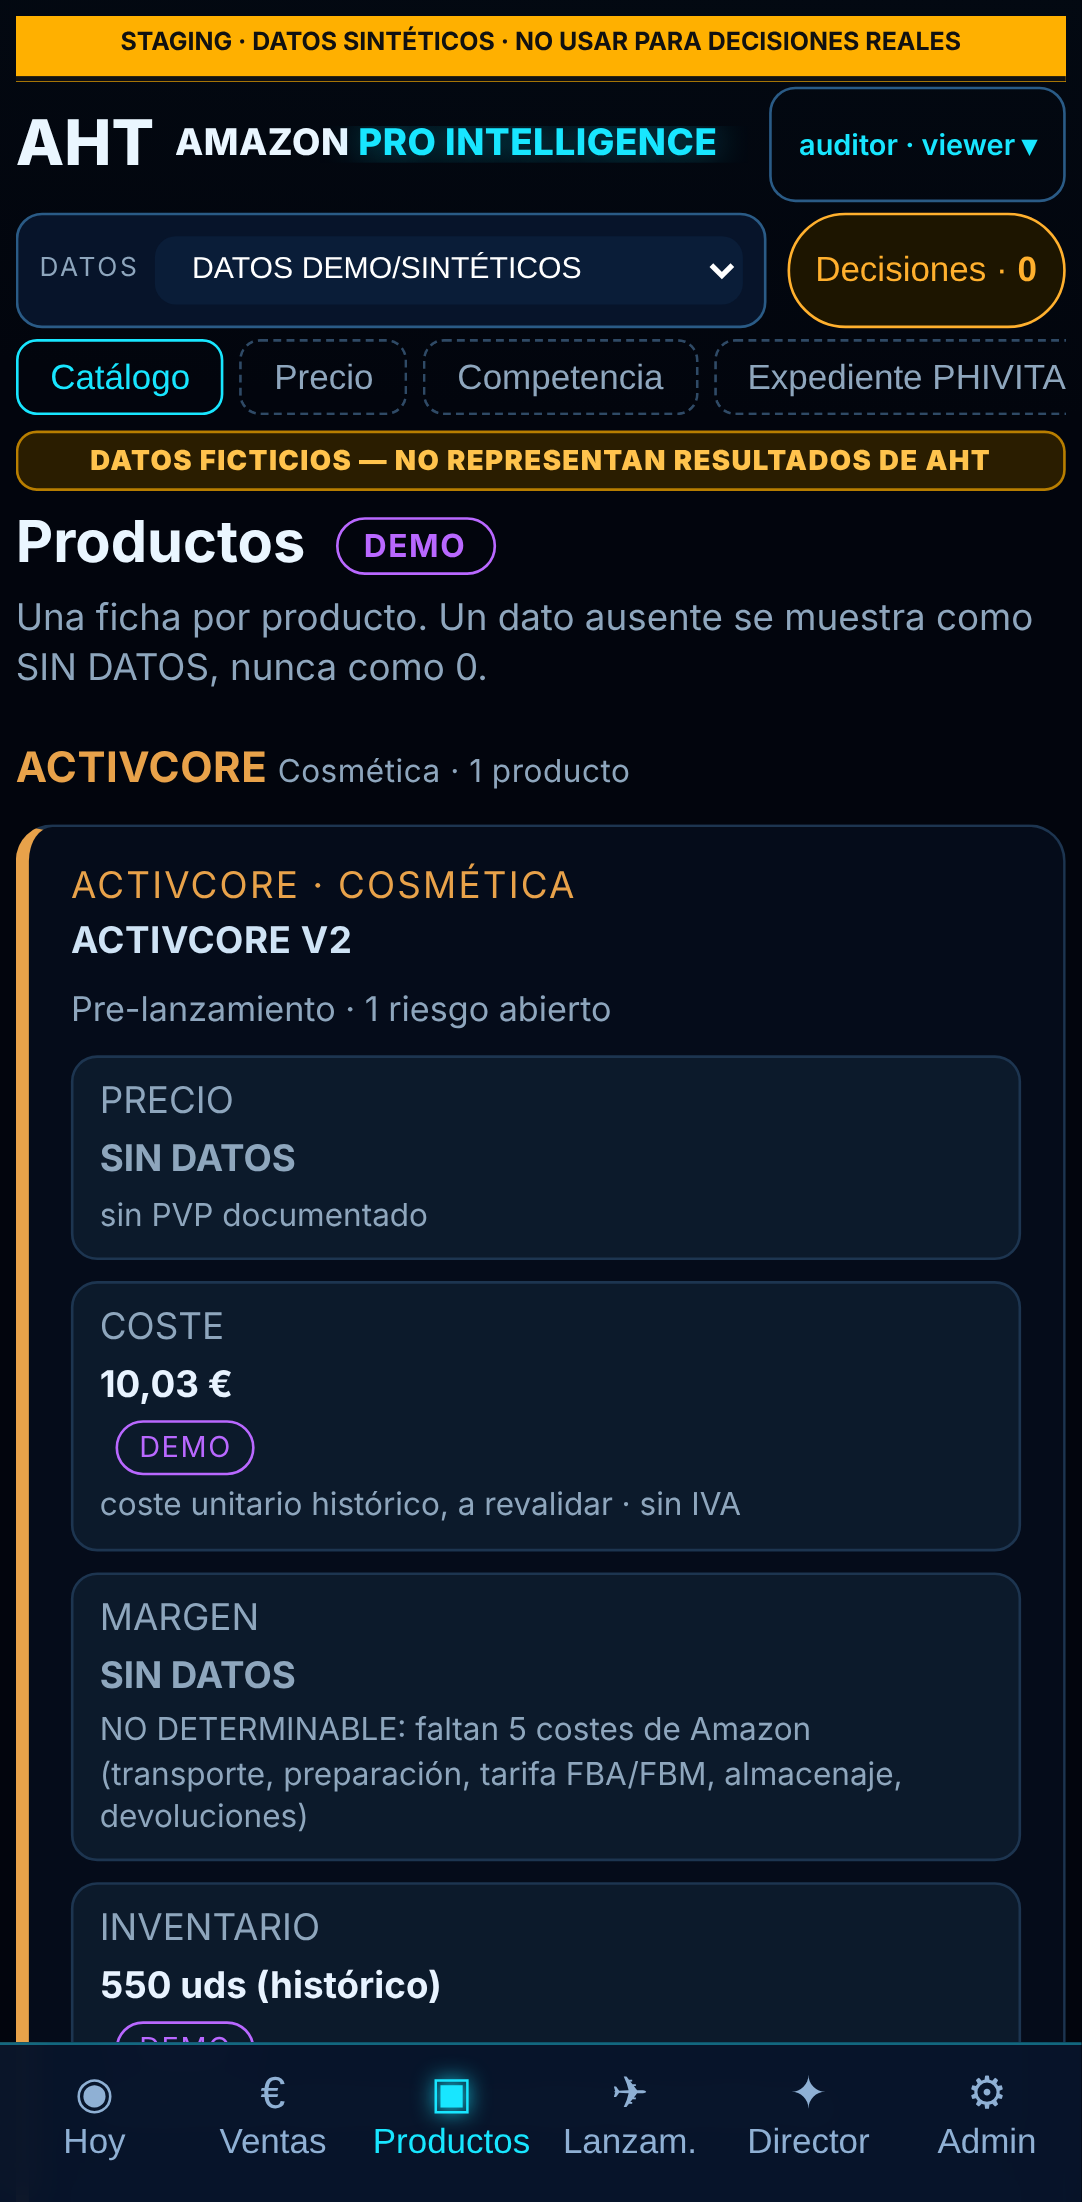 STAGING · DATOS SINTÉTICOS · NO USAR PARA DECISIONES REALES
AHT AMAZON PRO INTELLIGENCE
auditor · viewer ▾
DATOS DATOS DEMO/SINTÉTICOS
Decisiones · 0
Catálogo Precio Competencia Expediente PHIVITA
DATOS FICTICIOS — NO REPRESENTAN RESULTADOS DE AHT
Productos DEMO
Una ficha por producto. Un dato ausente se muestra como
SIN DATOS, nunca como 0.
ACTIVCORE Cosmética · 1 producto
ACTIVCORE · COSMÉTICA
ACTIVCORE V2
Pre-lanzamiento · 1 riesgo abierto
PRECIO
SIN DATOS
sin PVP documentado
COSTE
10,03 €
DEMO
coste unitario histórico, a revalidar · sin IVA
MARGEN
SIN DATOS
NO DETERMINABLE: faltan 5 costes de Amazon
(transporte, preparación, tarifa FBA/FBM, almacenaje,
devoluciones)
INVENTARIO
550 uds (histórico)
DEMO
Hoy Ventas Productos Lanzam. Director Admin